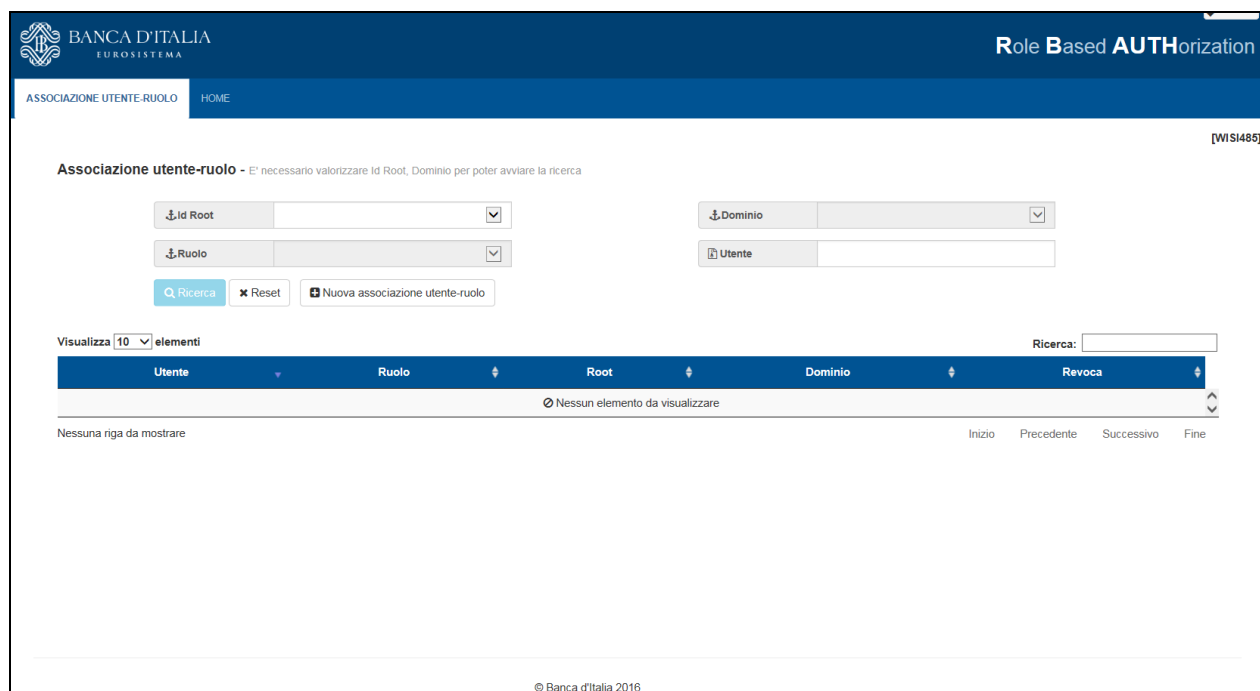 BANCA D'ITALIA
EUROSISTEMA
Role Based AUTHorization
ASSOCIAZIONE UTENTE-RUOLO HOME
[WISI485]
Associazione utente-ruolo - E' necessario valorizzare Id Root, Dominio per poter avviare la ricerca
Id Root Dominio
Ruolo Utente
Ricerca Reset Nuova associazione utente-ruolo
Visualizza 10 elementi Ricerca:
Utente Ruolo Root Dominio Revoca
Nessun elemento da visualizzare
Nessuna riga da mostrare Inizio Precedente Successivo Fine
© Banca d'Italia 2016